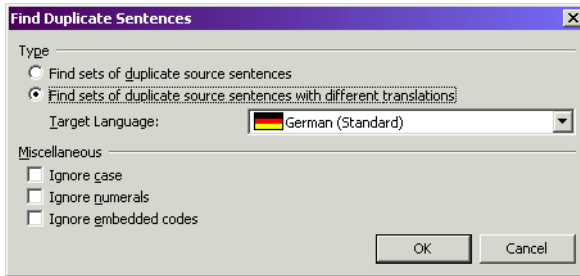 Find Duplicate Sentences
Type
Find sets of duplicate source sentences
Find sets of duplicate source sentences with different translations
Target Language: German (Standard)
Miscellaneous
Ignore case
Ignore numerals
Ignore embedded codes
OK Cancel